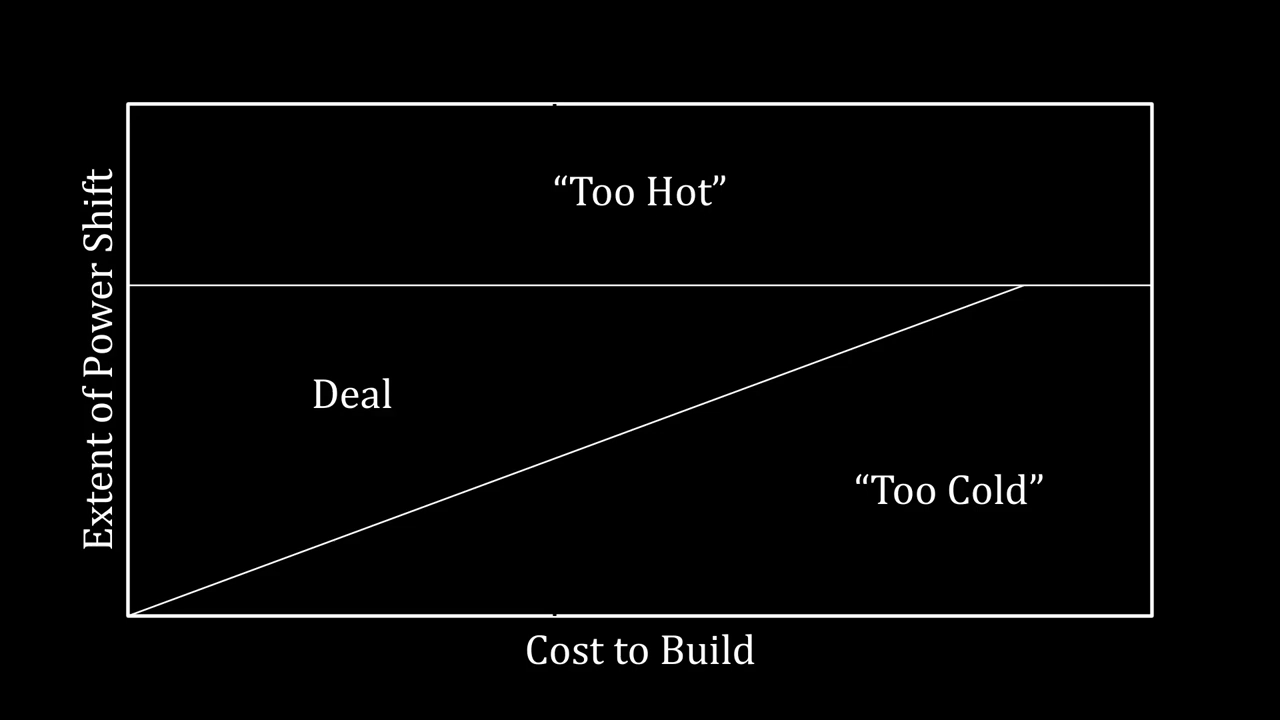 “Too Hot”
Extent of Power Shift
Deal
“Too Cold”
Cost to Build